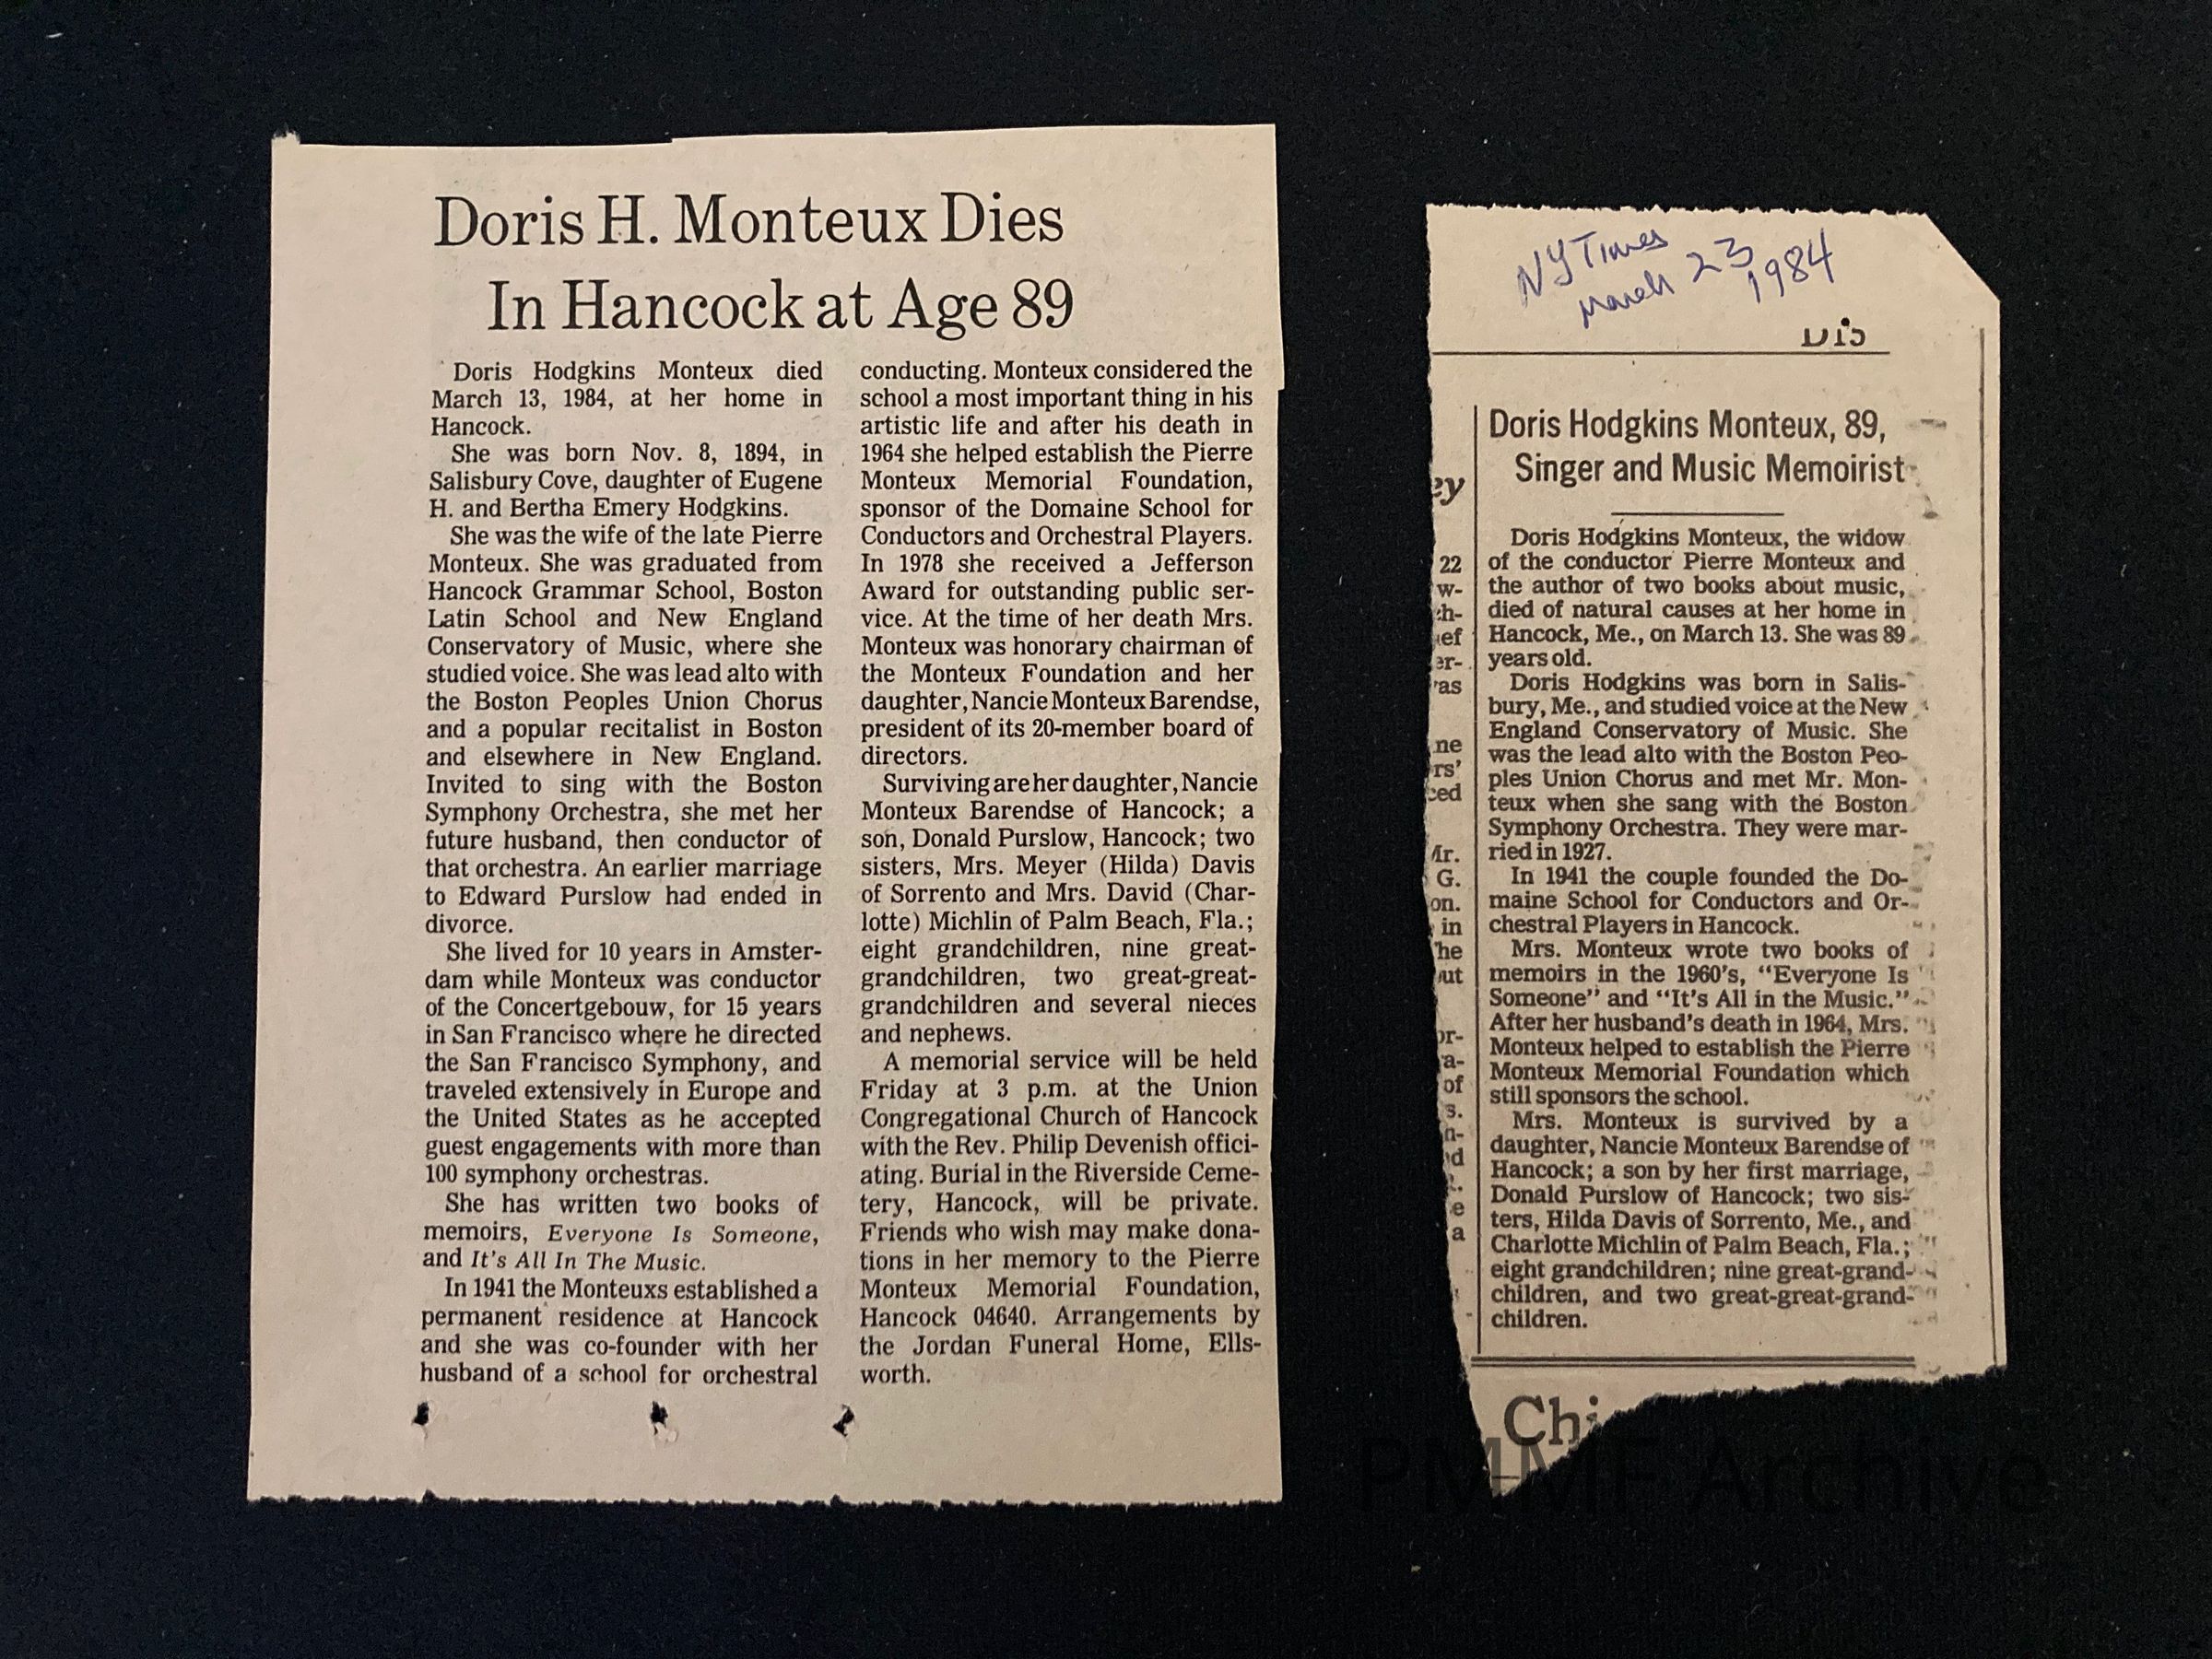 Doris H. Monteux Dies
In Hancock at Age 89
Doris Hodgkins Monteux died
March 13, 1984, at her home in
Hancock.
She was born Nov. 8, 1894, in
Salisbury Cove, daughter of Eugene
H. and Bertha Emery Hodgkins.
She was the wife of the late Pierre
Monteux. She was graduated from
Hancock Grammar School, Boston
Latin School and New England
Conservatory of Music, where she
studied voice. She was lead alto with
the Boston Peoples Union Chorus
and a popular recitalist in Boston
and elsewhere in New England.
Invited to sing with the Boston
Symphony Orchestra, she met her
future husband, then conductor of
that orchestra. An earlier marriage
to Edward Purslow had ended in
divorce.
She lived for 10 years in Amster-
dam while Monteux was conductor
of the Concertgebouw, for 15 years
in San Francisco where he directed
the San Francisco Symphony, and
traveled extensively in Europe and
the United States as he accepted
guest engagements with more than
100 symphony orchestras.
She has written two books of
memoirs, Everyone Is Someone,
and It's All In The Music.
In 1941 the Monteuxs established a
permanent residence at Hancock
and she was co-founder with her
husband of a school for orchestral
conducting. Monteux considered the
school a most important thing in his
artistic life and after his death in
1964 she helped establish the Pierre
Monteux Memorial Foundation,
sponsor of the Domaine School for
Conductors and Orchestral Players.
In 1978 she received a Jefferson
Award for outstanding public ser-
vice. At the time of her death Mrs.
Monteux was honorary chairman of
the Monteux Foundation and her
daughter, Nancie Monteux Barendse,
president of its 20-member board of
directors.
Surviving are her daughter, Nancie
Monteux Barendse of Hancock; a
son, Donald Purslow, Hancock; two
sisters, Mrs. Meyer (Hilda) Davis
of Sorrento and Mrs. David (Char-
lotte) Michlin of Palm Beach, Fla.;
eight grandchildren, nine great-
grandchildren, two great-great-
grandchildren and several nieces
and nephews.
A memorial service will be held
Friday at 3 p.m. at the Union
Congregational Church of Hancock
with the Rev. Philip Devenish offici-
ating. Burial in the Riverside Ceme-
tery, Hancock, will be private.
Friends who wish may make dona-
tions in her memory to the Pierre
Monteux Memorial Foundation,
Hancock 04640. Arrangements by
the Jordan Funeral Home, Ells-
worth.
NY Times
March 23
1984
Doris Hodgkins Monteux, 89,
Singer and Music Memoirist
Doris Hodgkins Monteux, the widow
of the conductor Pierre Monteux and
the author of two books about music,
died of natural causes at her home in
Hancock, Me., on March 13. She was 89
years old.
Doris Hodgkins was born in Salis-
bury, Me., and studied voice at the New
England Conservatory of Music. She
was the lead alto with the Boston Peo-
ples Union Chorus and met Mr. Mon-
teux when she sang with the Boston
Symphony Orchestra. They were mar-
ried in 1927.
In 1941 the couple founded the Do-
maine School for Conductors and Or-
chestral Players in Hancock.
Mrs. Monteux wrote two books of
memoirs in the 1960's, "Everyone Is
Someone" and "It's All in the Music."
After her husband's death in 1964, Mrs.
Monteux helped to establish the Pierre
Monteux Memorial Foundation which
still sponsors the school.
Mrs. Monteux is survived by a
daughter, Nancie Monteux Barendse of
Hancock; a son by her first marriage,
Donald Purslow of Hancock; two sis-
ters, Hilda Davis of Sorrento, Me., and
Charlotte Michlin of Palm Beach, Fla.;
eight grandchildren; nine great-grand-
children, and two great-great-grand-
children.
Chi
PMMF Archive